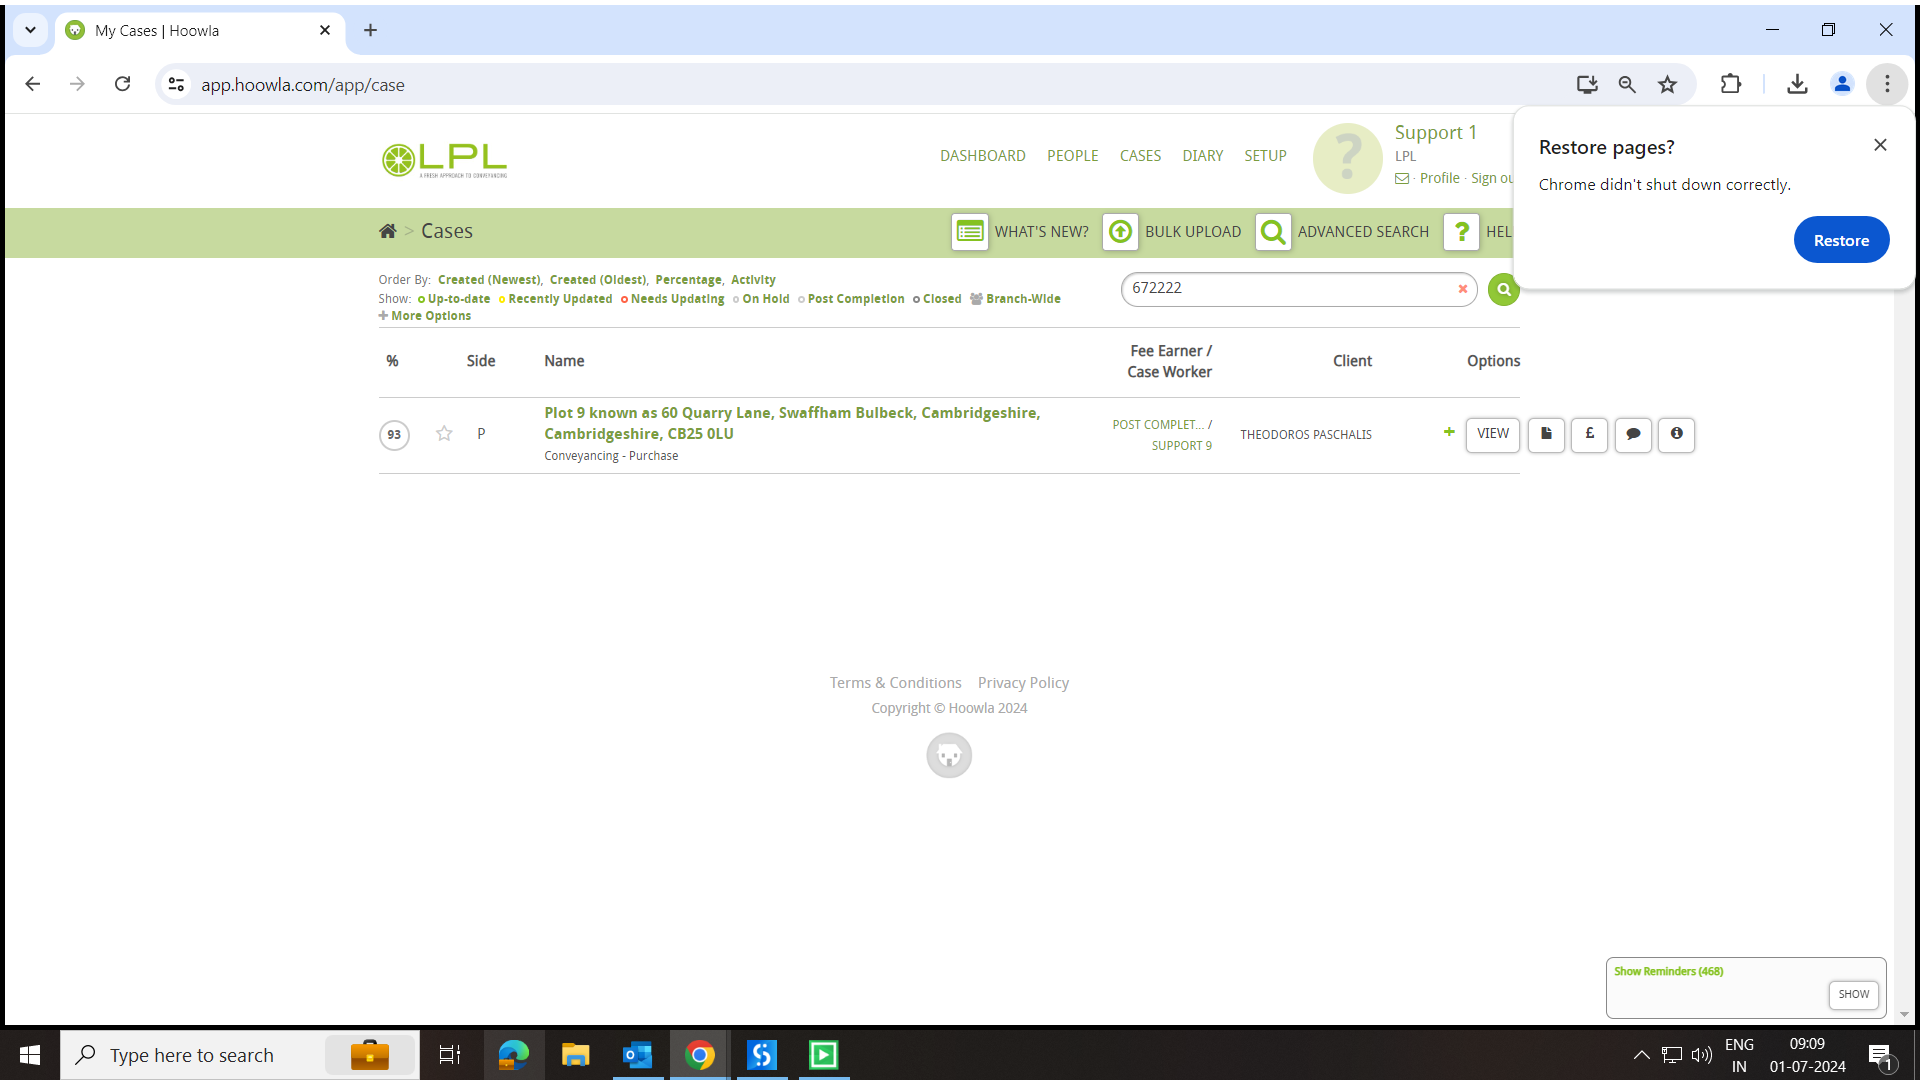 My Cases | Hoowla
app.hoowla.com/app/case
Restore pages?
Chrome didn't shut down correctly.
Restore
LPL
A FRESH APPROACH TO CONVEYANCING
DASHBOARD PEOPLE CASES DIARY SETUP
?
Support 1
LPL
· Profile · Sign ou
> Cases
WHAT'S NEW? BULK UPLOAD ADVANCED SEARCH ? HEL
Order By: Created (Newest), Created (Oldest), Percentage, Activity
Show: Up-to-date Recently Updated Needs Updating On Hold Post Completion Closed Branch-Wide
More Options
672222
% Side Name Fee Earner / Case Worker Client Options
93 P Plot 9 known as 60 Quarry Lane, Swaffham Bulbeck, Cambridgeshire,
Cambridgeshire, CB25 0LU
Conveyancing - Purchase
POST COMPLET... /
SUPPORT 9
THEODOROS PASCHALIS
+ VIEW £
Terms & Conditions Privacy Policy
Copyright © Hoowla 2024
Show Reminders (468)
SHOW
Type here to search
ENG
IN
09:09
01-07-2024
1